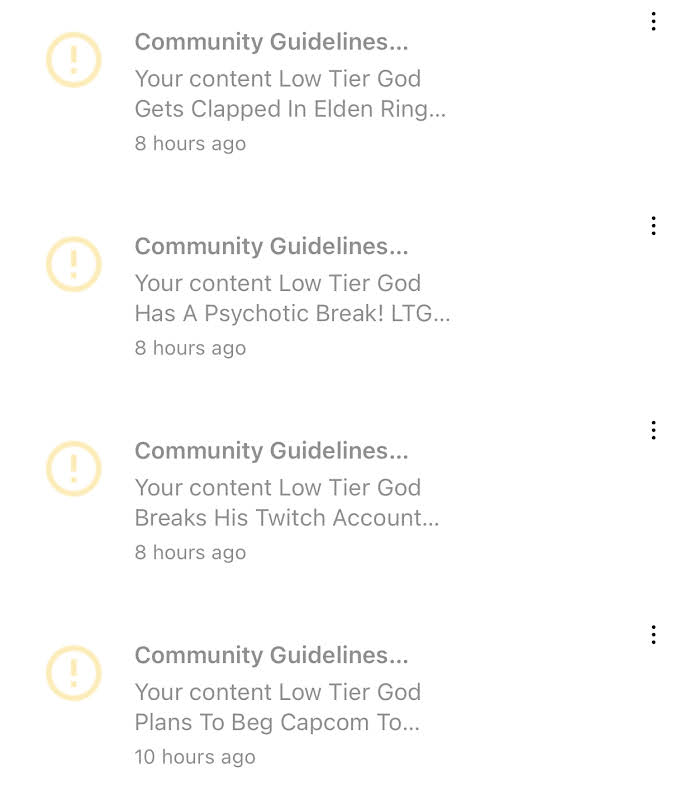 Community Guidelines...
Your content Low Tier God
Gets Clapped In Elden Ring...
8 hours ago
Community Guidelines...
Your content Low Tier God
Has A Psychotic Break! LTG...
8 hours ago
Community Guidelines...
Your content Low Tier God
Breaks His Twitch Account...
8 hours ago
Community Guidelines...
Your content Low Tier God
Plans To Beg Capcom To...
10 hours ago